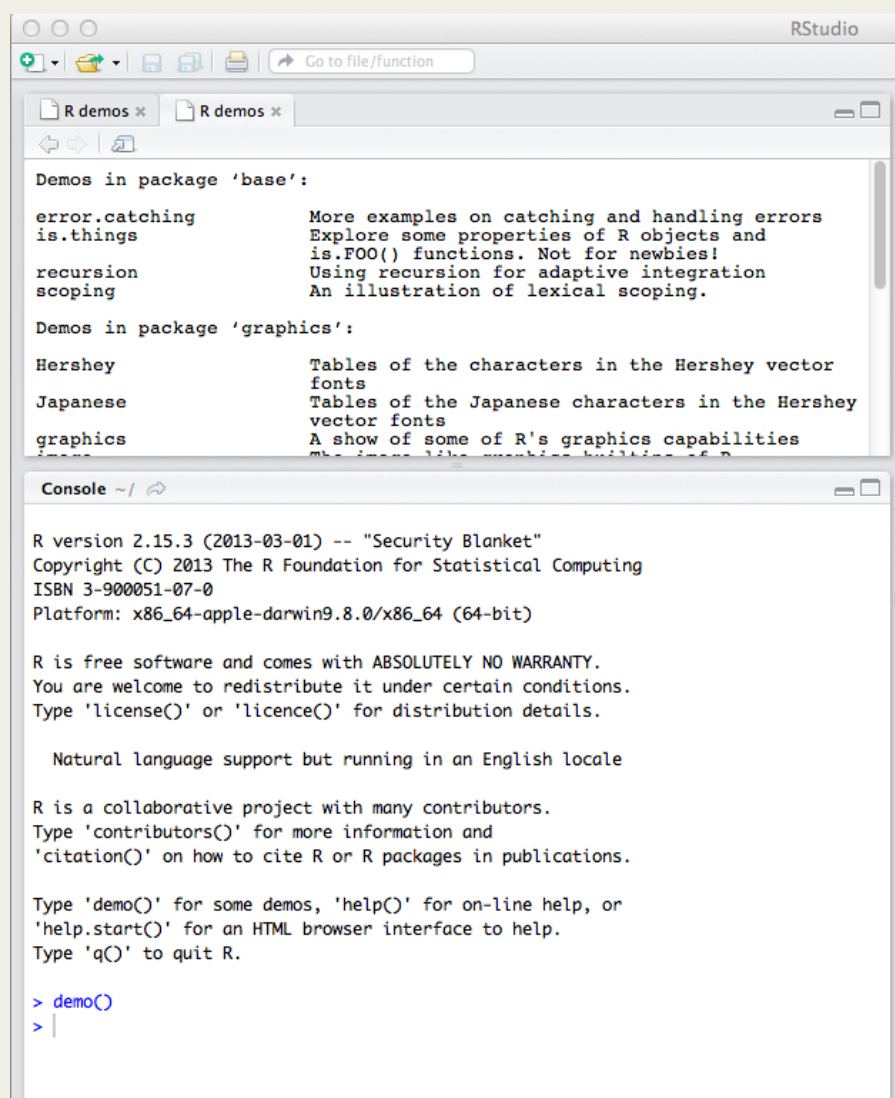 RStudio
Go to file/function
R demos R demos
Demos in package ‘base’:
error.catching More examples on catching and handling errors
is.things Explore some properties of R objects and
is.FOO() functions. Not for newbies!
recursion Using recursion for adaptive integration
scoping An illustration of lexical scoping.
Demos in package ‘graphics’:
Hershey Tables of the characters in the Hershey vector
fonts
Japanese Tables of the Japanese characters in the Hershey
vector fonts
graphics A show of some of R's graphics capabilities
Console ~/
R version 2.15.3 (2013-03-01) -- "Security Blanket"
Copyright (C) 2013 The R Foundation for Statistical Computing
ISBN 3-900051-07-0
Platform: x86_64-apple-darwin9.8.0/x86_64 (64-bit)
R is free software and comes with ABSOLUTELY NO WARRANTY.
You are welcome to redistribute it under certain conditions.
Type 'license()' or 'licence()' for distribution details.
Natural language support but running in an English locale
R is a collaborative project with many contributors.
Type 'contributors()' for more information and
'citation()' on how to cite R or R packages in publications.
Type 'demo()' for some demos, 'help()' for on-line help, or
'help.start()' for an HTML browser interface to help.
Type 'q()' to quit R.
> demo()
>